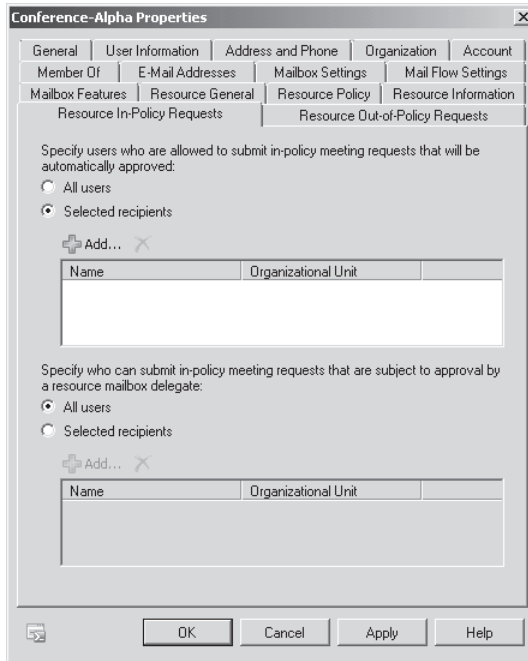 Conference-Alpha Properties
General
User Information
Address and Phone
Organization
Account
Member Of
E-Mail Addresses
Mailbox Settings
Mail Flow Settings
Mailbox Features
Resource General
Resource Policy
Resource Information
Resource In-Policy Requests
Resource Out-of-Policy Requests
Specify users who are allowed to submit in-policy meeting requests that will be
automatically approved:
All users
Selected recipients
Add...
Name
Organizational Unit
Specify who can submit in-policy meeting requests that are subject to approval by
a resource mailbox delegate:
All users
Selected recipients
Add...
Name
Organizational Unit
OK
Cancel
Apply
Help